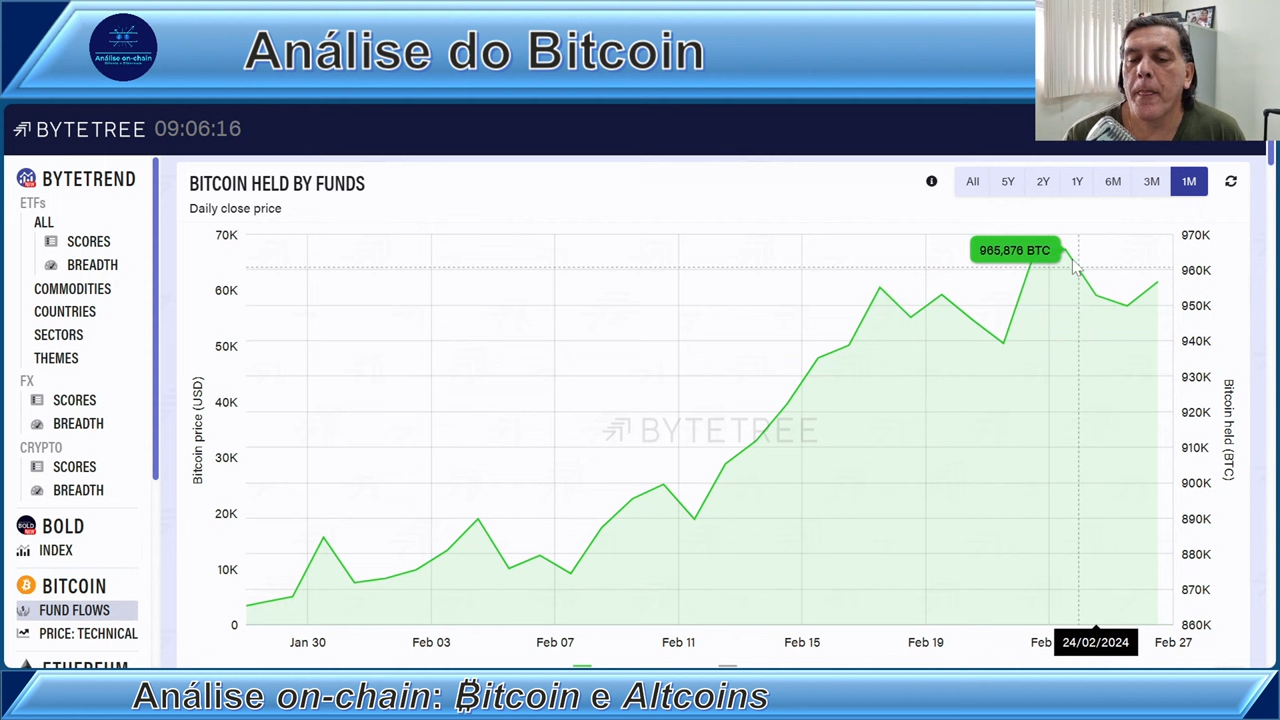 Análise do Bitcoin
Análise on-chain
BYTETREE 09:06:16
BYTETREND
ETFs
ALL
SCORES
BREADTH
COMMODITIES
COUNTRIES
SECTORS
THEMES
FX
SCORES
BREADTH
CRYPTO
SCORES
BREADTH
BOLD
INDEX
BITCOIN
FUND FLOWS
PRICE: TECHNICAL
ETHEREUM
BITCOIN HELD BY FUNDS
Daily close price
All 5Y 2Y 1Y 6M 3M 1M
965,876 BTC
70K
60K
50K
40K
30K
20K
10K
0
Bitcoin price (USD)
BYTETREE
970K
960K
950K
940K
930K
920K
910K
900K
890K
880K
870K
860K
Bitcoin held (BTC)
Jan 30 Feb 03 Feb 07 Feb 11 Feb 15 Feb 19 Feb 24/02/2024 Feb 27
Análise on-chain: ₿itcoin e Altcoins